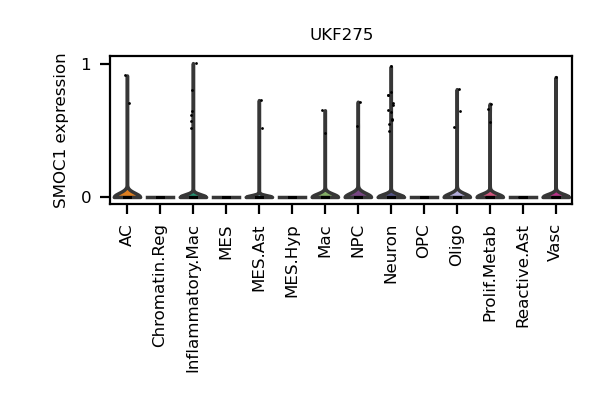 UKF275
SMOC1 expression
1
0
AC
Chromatin.Reg
Inflammatory.Mac
MES
MES.Ast
MES.Hyp
Mac
NPC
Neuron
OPC
Oligo
Prolif.Metab
Reactive.Ast
Vasc